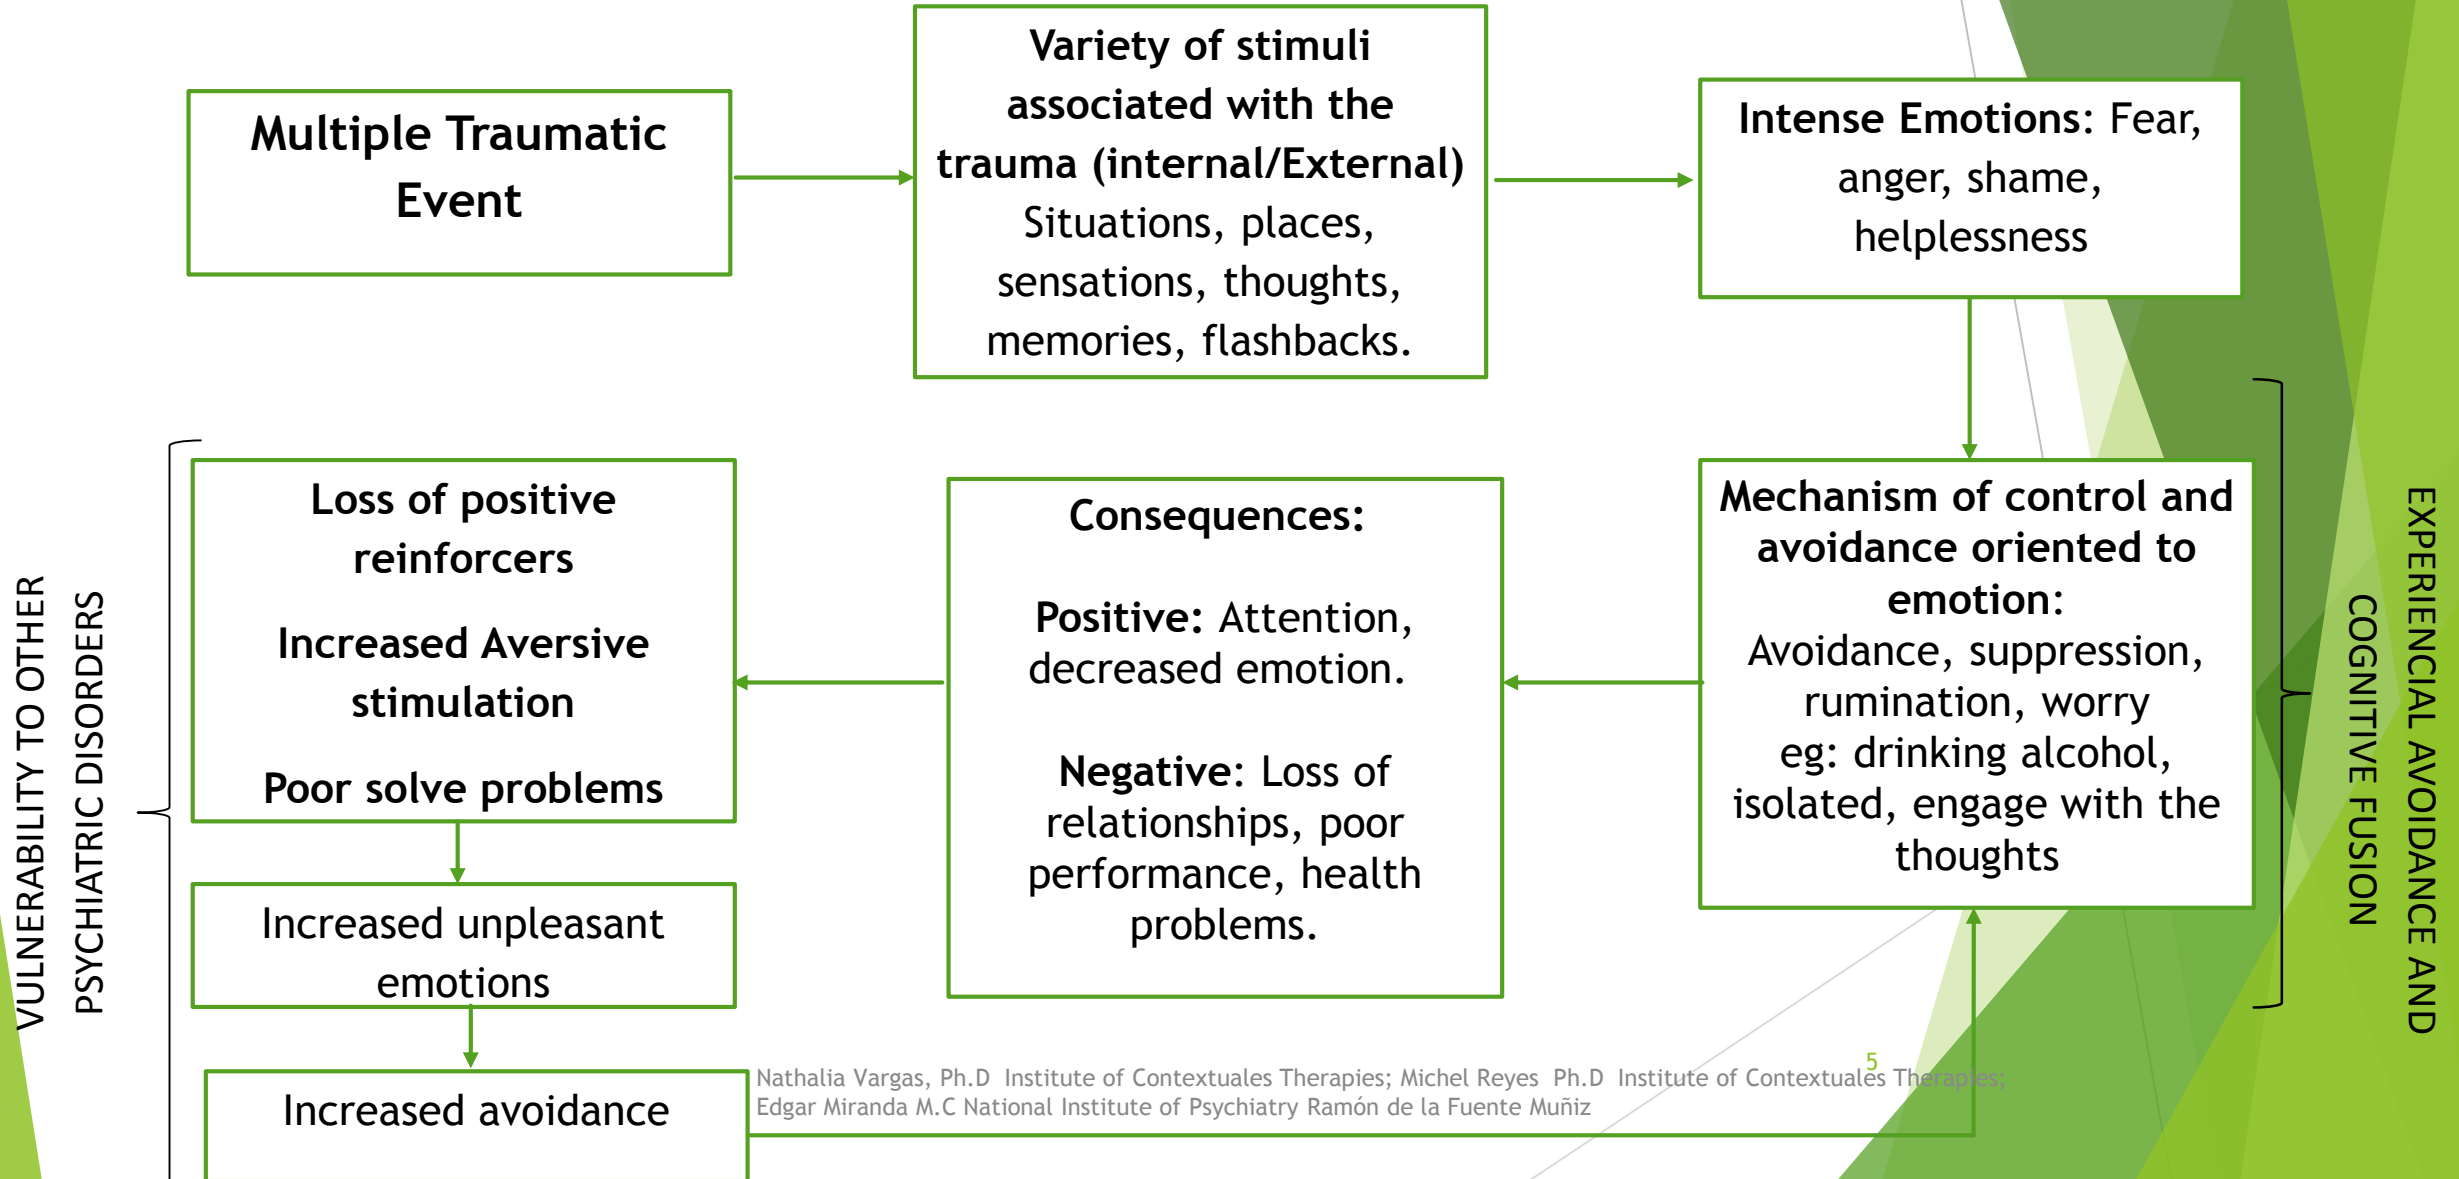 Multiple Traumatic
Event
Variety of stimuli
associated with the
trauma (internal/External)
Situations, places,
sensations, thoughts,
memories, flashbacks.
Intense Emotions: Fear,
anger, shame,
helplessness
Mechanism of control and
avoidance oriented to
emotion:
Avoidance, suppression,
rumination, worry
eg: drinking alcohol,
isolated, engage with the
thoughts
EXPERIENCIAL AVOIDANCE AND
COGNITIVE FUSION
Consequences:
Positive: Attention,
decreased emotion.
Negative: Loss of
relationships, poor
performance, health
problems.
Loss of positive
reinforcers
Increased Aversive
stimulation
Poor solve problems
Increased unpleasant
emotions
Increased avoidance
VULNERABILITY TO OTHER
PSYCHIATRIC DISORDERS
5
Nathalia Vargas, Ph.D Institute of Contextuales Therapies; Michel Reyes Ph.D Institute of Contextuales Therapies;
Edgar Miranda M.C National Institute of Psychiatry Ramón de la Fuente Muñiz